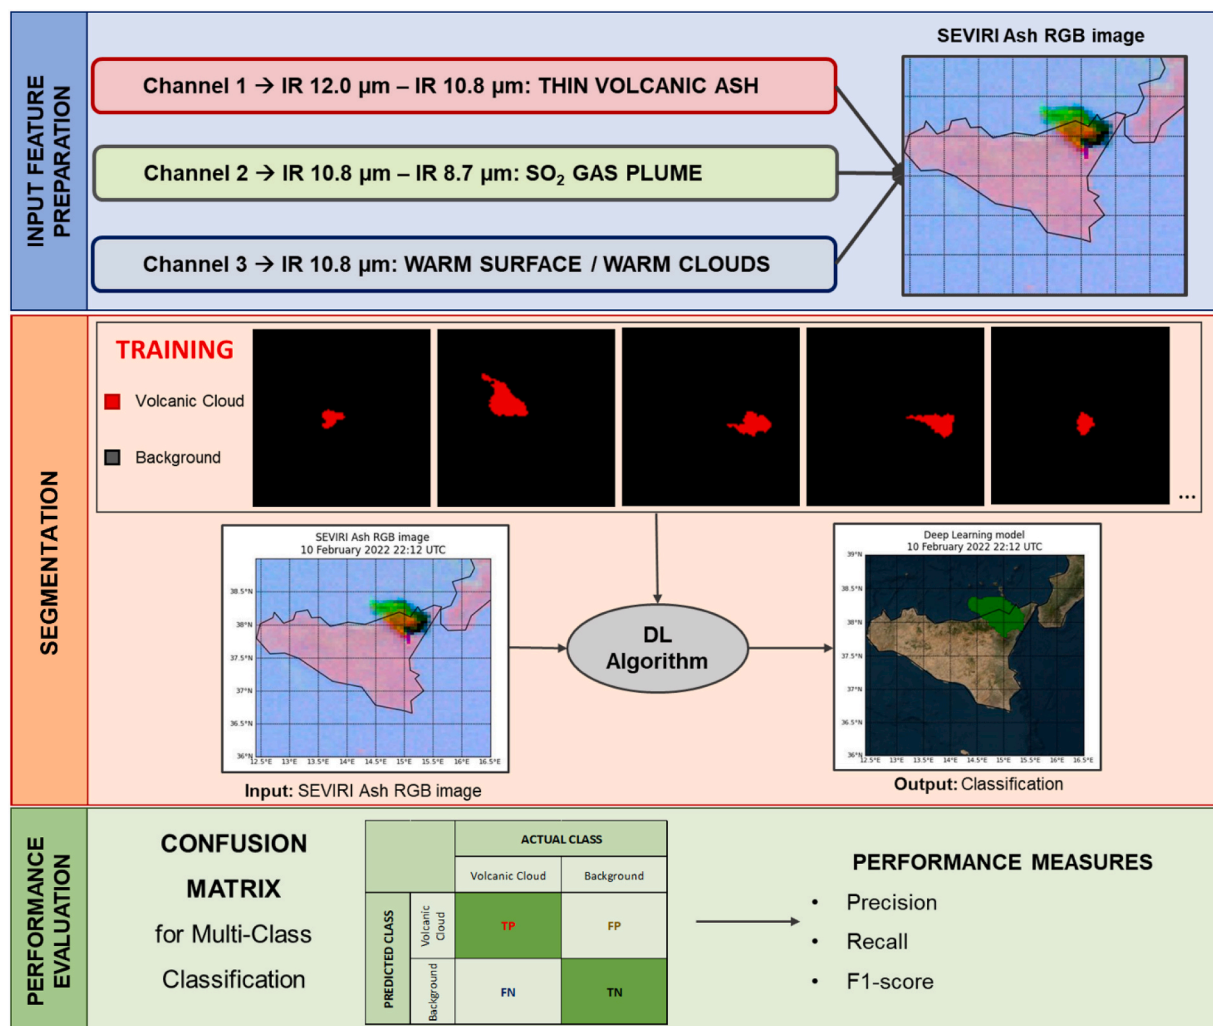 INPUT FEATURE
PREPARATION
Channel 1 → IR 12.0 µm – IR 10.8 µm: THIN VOLCANIC ASH
Channel 2 → IR 10.8 µm – IR 8.7 µm: SO₂ GAS PLUME
Channel 3 → IR 10.8 µm: WARM SURFACE / WARM CLOUDS
SEVIRI Ash RGB image
SEGMENTATION
TRAINING
Volcanic Cloud
Background
...
SEVIRI Ash RGB image
10 February 2022 22:12 UTC
38.5°N
38°N
37.5°N
37°N
36.5°N
36°N
12.5°E 13°E 13.5°E 14°E 14.5°E 15°E 15.5°E 16°E 16.5°E
Input: SEVIRI Ash RGB image
DL
Algorithm
Deep Learning model
10 February 2022 22:12 UTC
39°N
38.5°N
38°N
37.5°N
37°N
36.5°N
36°N
12.5°E 13°E 13.5°E 14°E 14.5°E 15°E 15.5°E 16°E 16.5°E
Output: Classification
PERFORMANCE
EVALUATION
CONFUSION
MATRIX
for Multi-Class
Classification
ACTUAL CLASS
Volcanic Cloud
Background
PREDICTED CLASS
Volcanic
Cloud
TP
FP
Background
FN
TN
PERFORMANCE MEASURES
• Precision
• Recall
• F1-score